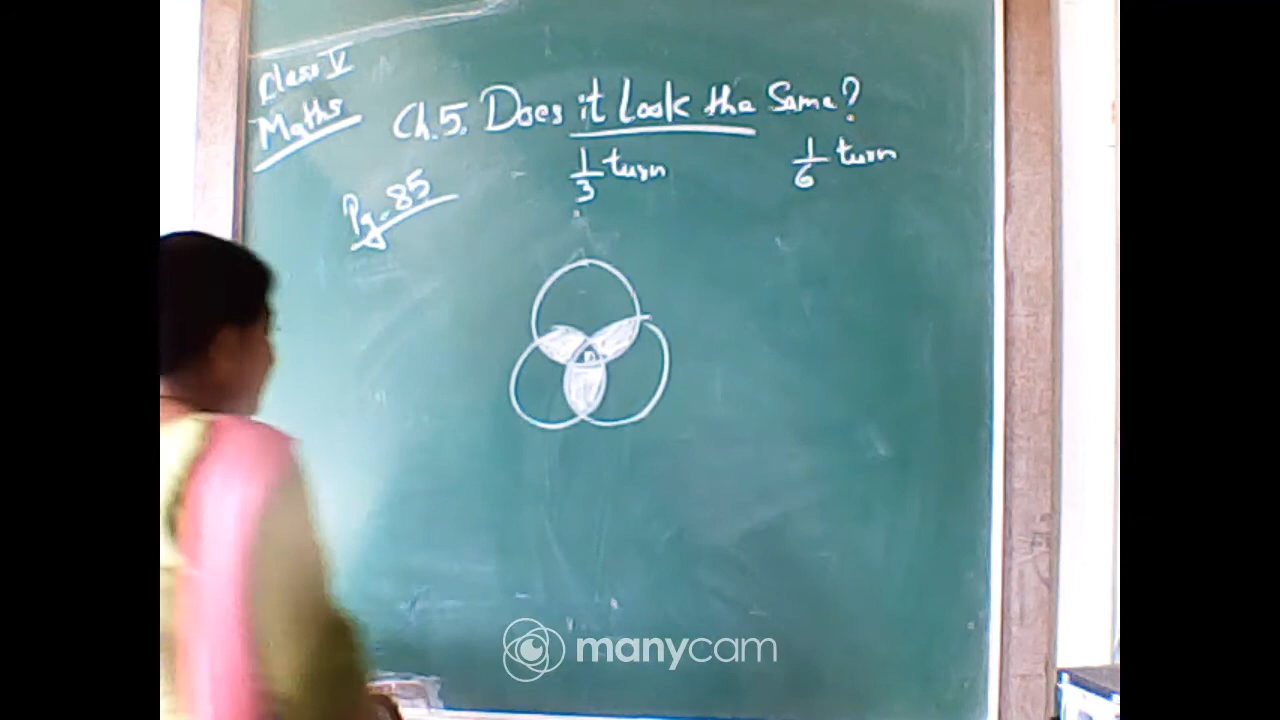 Class V
Maths
Ch.5. Does it Look the Same?
1/3 turn
1/6 turn
Pg-85
manycam